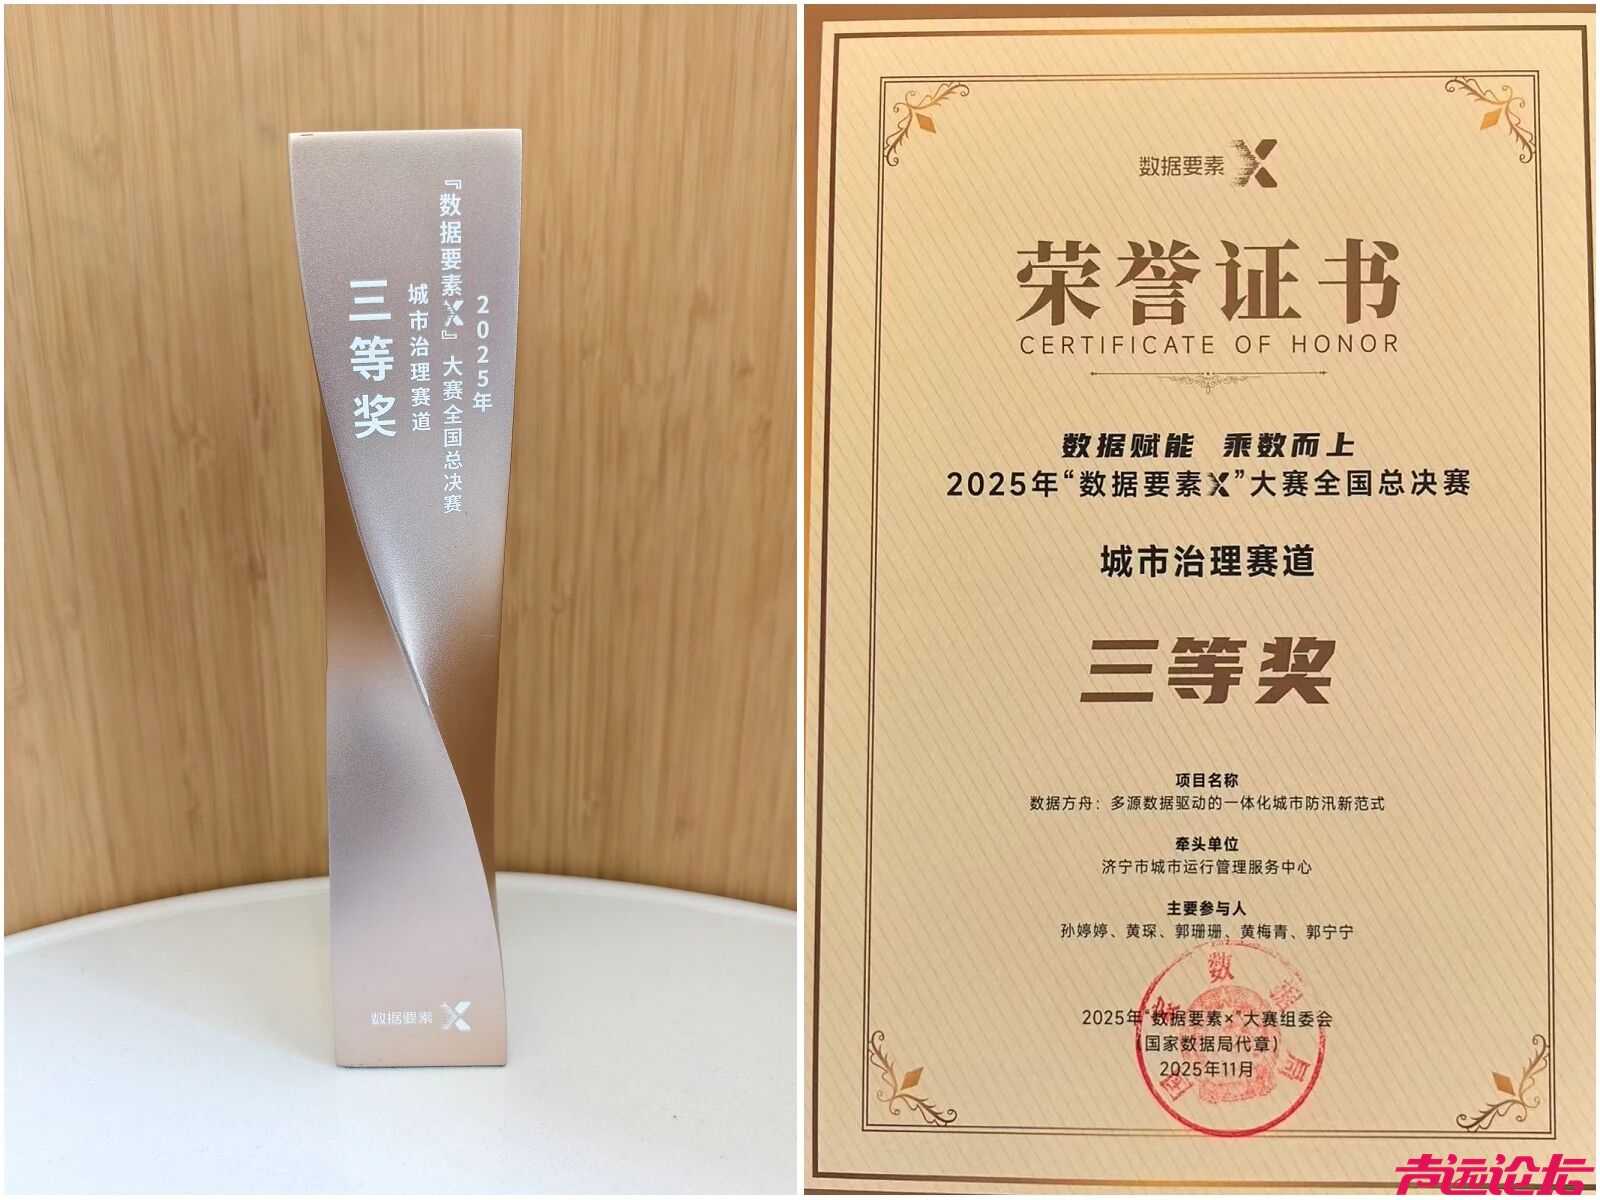 2025年
『数据要素X』大赛全国总决赛
城市治理赛道
三等奖
数据要素X
数据要素X
荣誉证书
CERTIFICATE OF HONOR
数据赋能 乘数而上
2025年“数据要素X”大赛全国总决赛
城市治理赛道
三等奖
项目名称
数据方舟：多源数据驱动的一体化城市防汛新范式
牵头单位
济宁市城市运行管理服务中心
主要参与人
孙婷婷、黄琛、郭珊珊、黄梅青、郭宁宁
2025年“数据要素×”大赛组委会
（国家数据局代章）
2025年11月
国家数据局
声远论坛